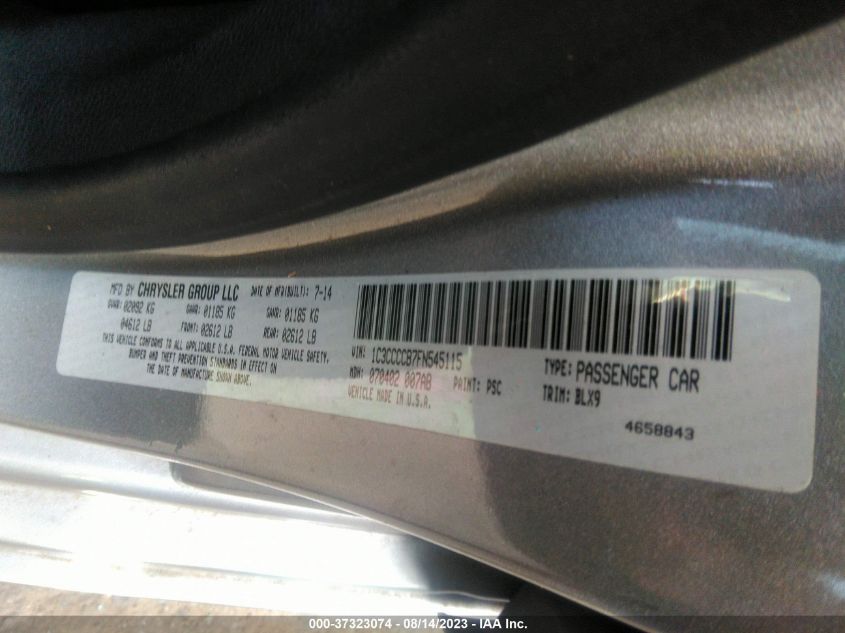 MFD BY CHRYSLER GROUP LLC DATE OF MFD(BUILT): 7-14
GVWR: 02092 KG GAWR: 01185 KG GAWR: 01185 KG
04612 LB FRONT: 02612 LB REAR: 02612 LB
THIS VEHICLE CONFORMS TO ALL APPLICABLE U.S.A. FEDERAL MOTOR VEHICLE SAFETY,
BUMPER AND THEFT PREVENTION STANDARDS IN EFFECT ON
THE DATE OF MANUFACTURE SHOWN ABOVE.
VIN: 1C3CCCCB7FN545115 TYPE: PASSENGER CAR
MDH: 070402 007AB PAINT: PSC TRIM: BLX9
VEHICLE MADE IN U.S.A.
4658843
000-37323074 - 08/14/2023 - IAA Inc.